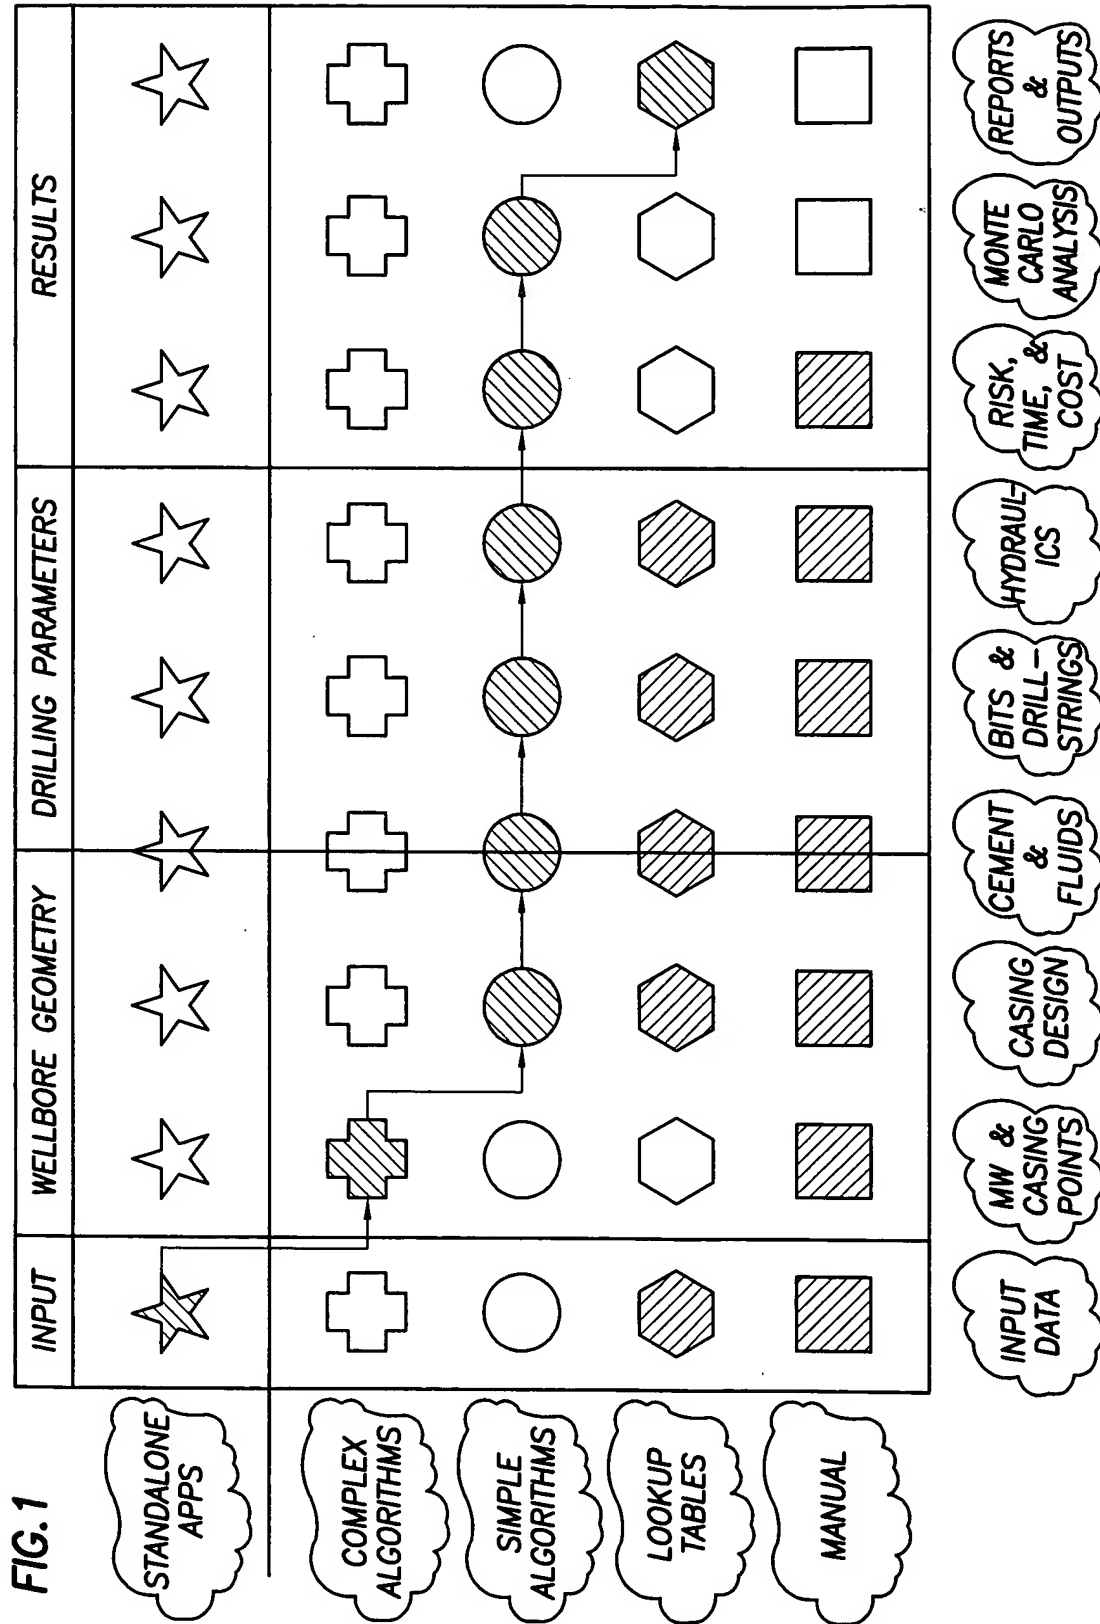 FIG. 1
INPUT
WELLBORE GEOMETRY
DRILLING PARAMETERS
RESULTS
STANDALONE
APPS
COMPLEX
ALGORITHMS
SIMPLE
ALGORITHMS
LOOKUP
TABLES
MANUAL
INPUT
DATA
MW &
CASING
POINTS
CASING
DESIGN
CEMENT
&
FLUIDS
BITS &
DRILL-
STRINGS
HYDRAUL-
ICS
RISK,
TIME, &
COST
MONTE
CARLO
ANALYSIS
REPORTS
&
OUTPUTS